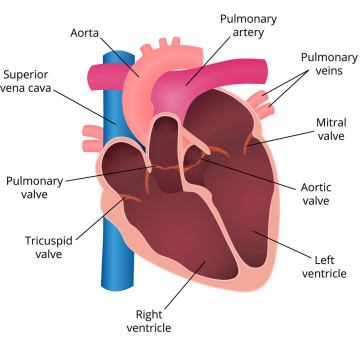 Pulmonary
artery
Aorta
Pulmonary
veins
Superior
vena cava
Mitral
valve
Pulmonary
valve
Aortic
valve
Tricuspid
valve
Left
ventricle
Right
ventricle